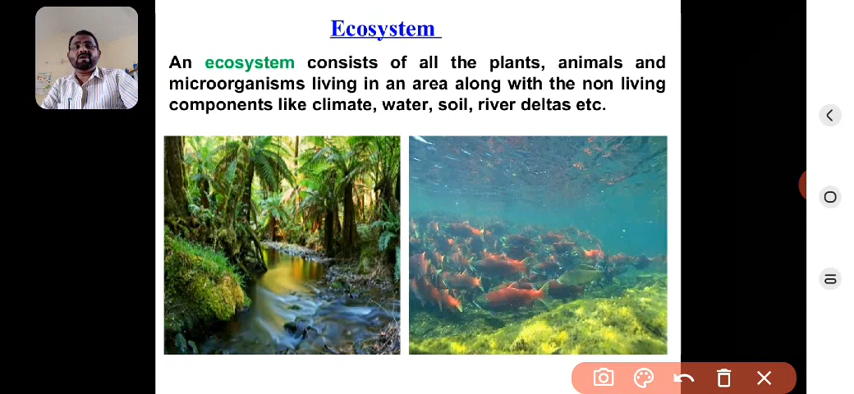 Ecosystem
An ecosystem consists of all the plants, animals and
microorganisms living in an area along with the non living
components like climate, water, soil, river deltas etc.